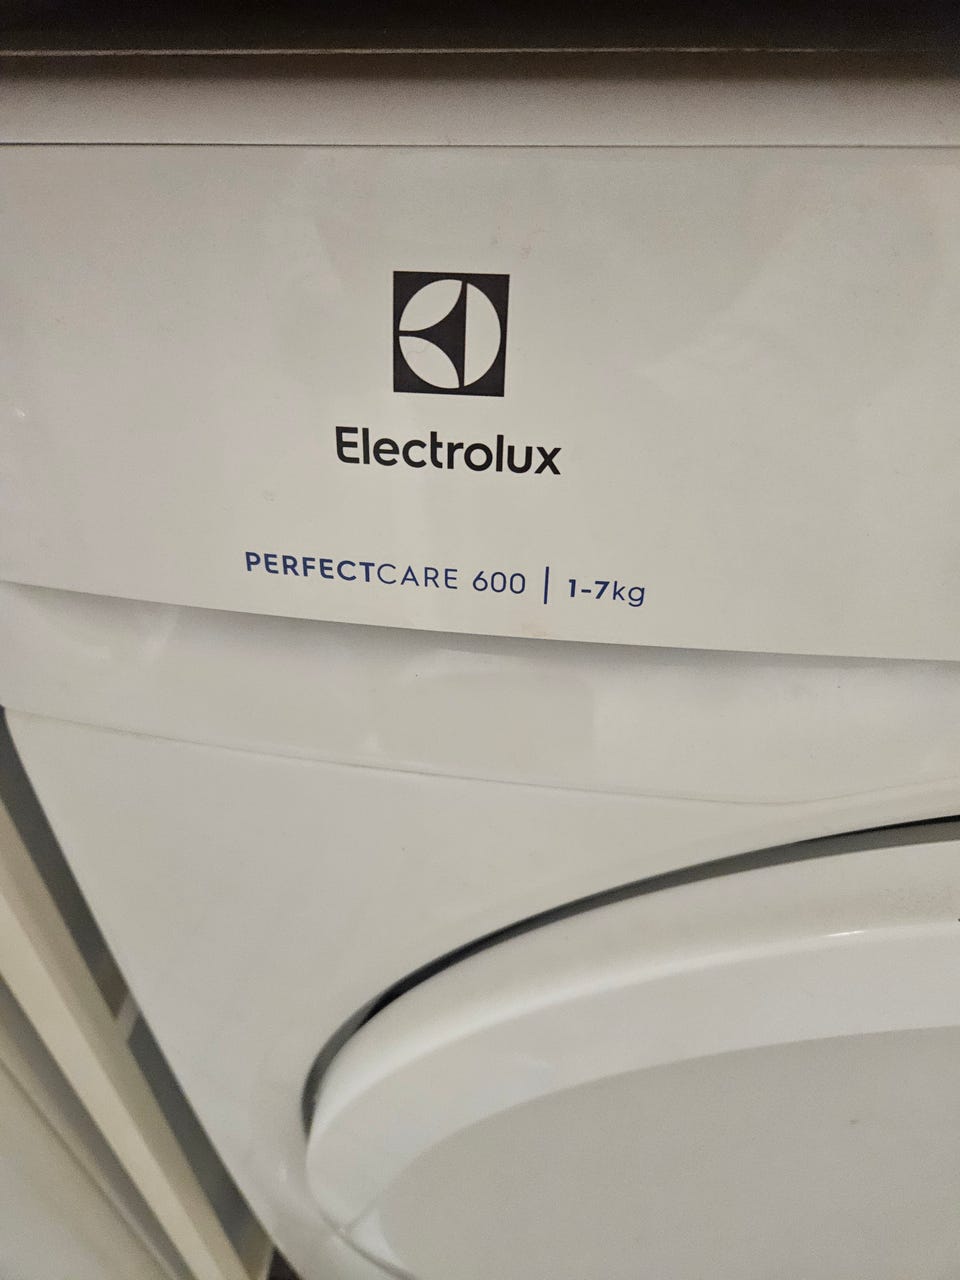 Electrolux
PERFECTCARE 600 | 1-7kg